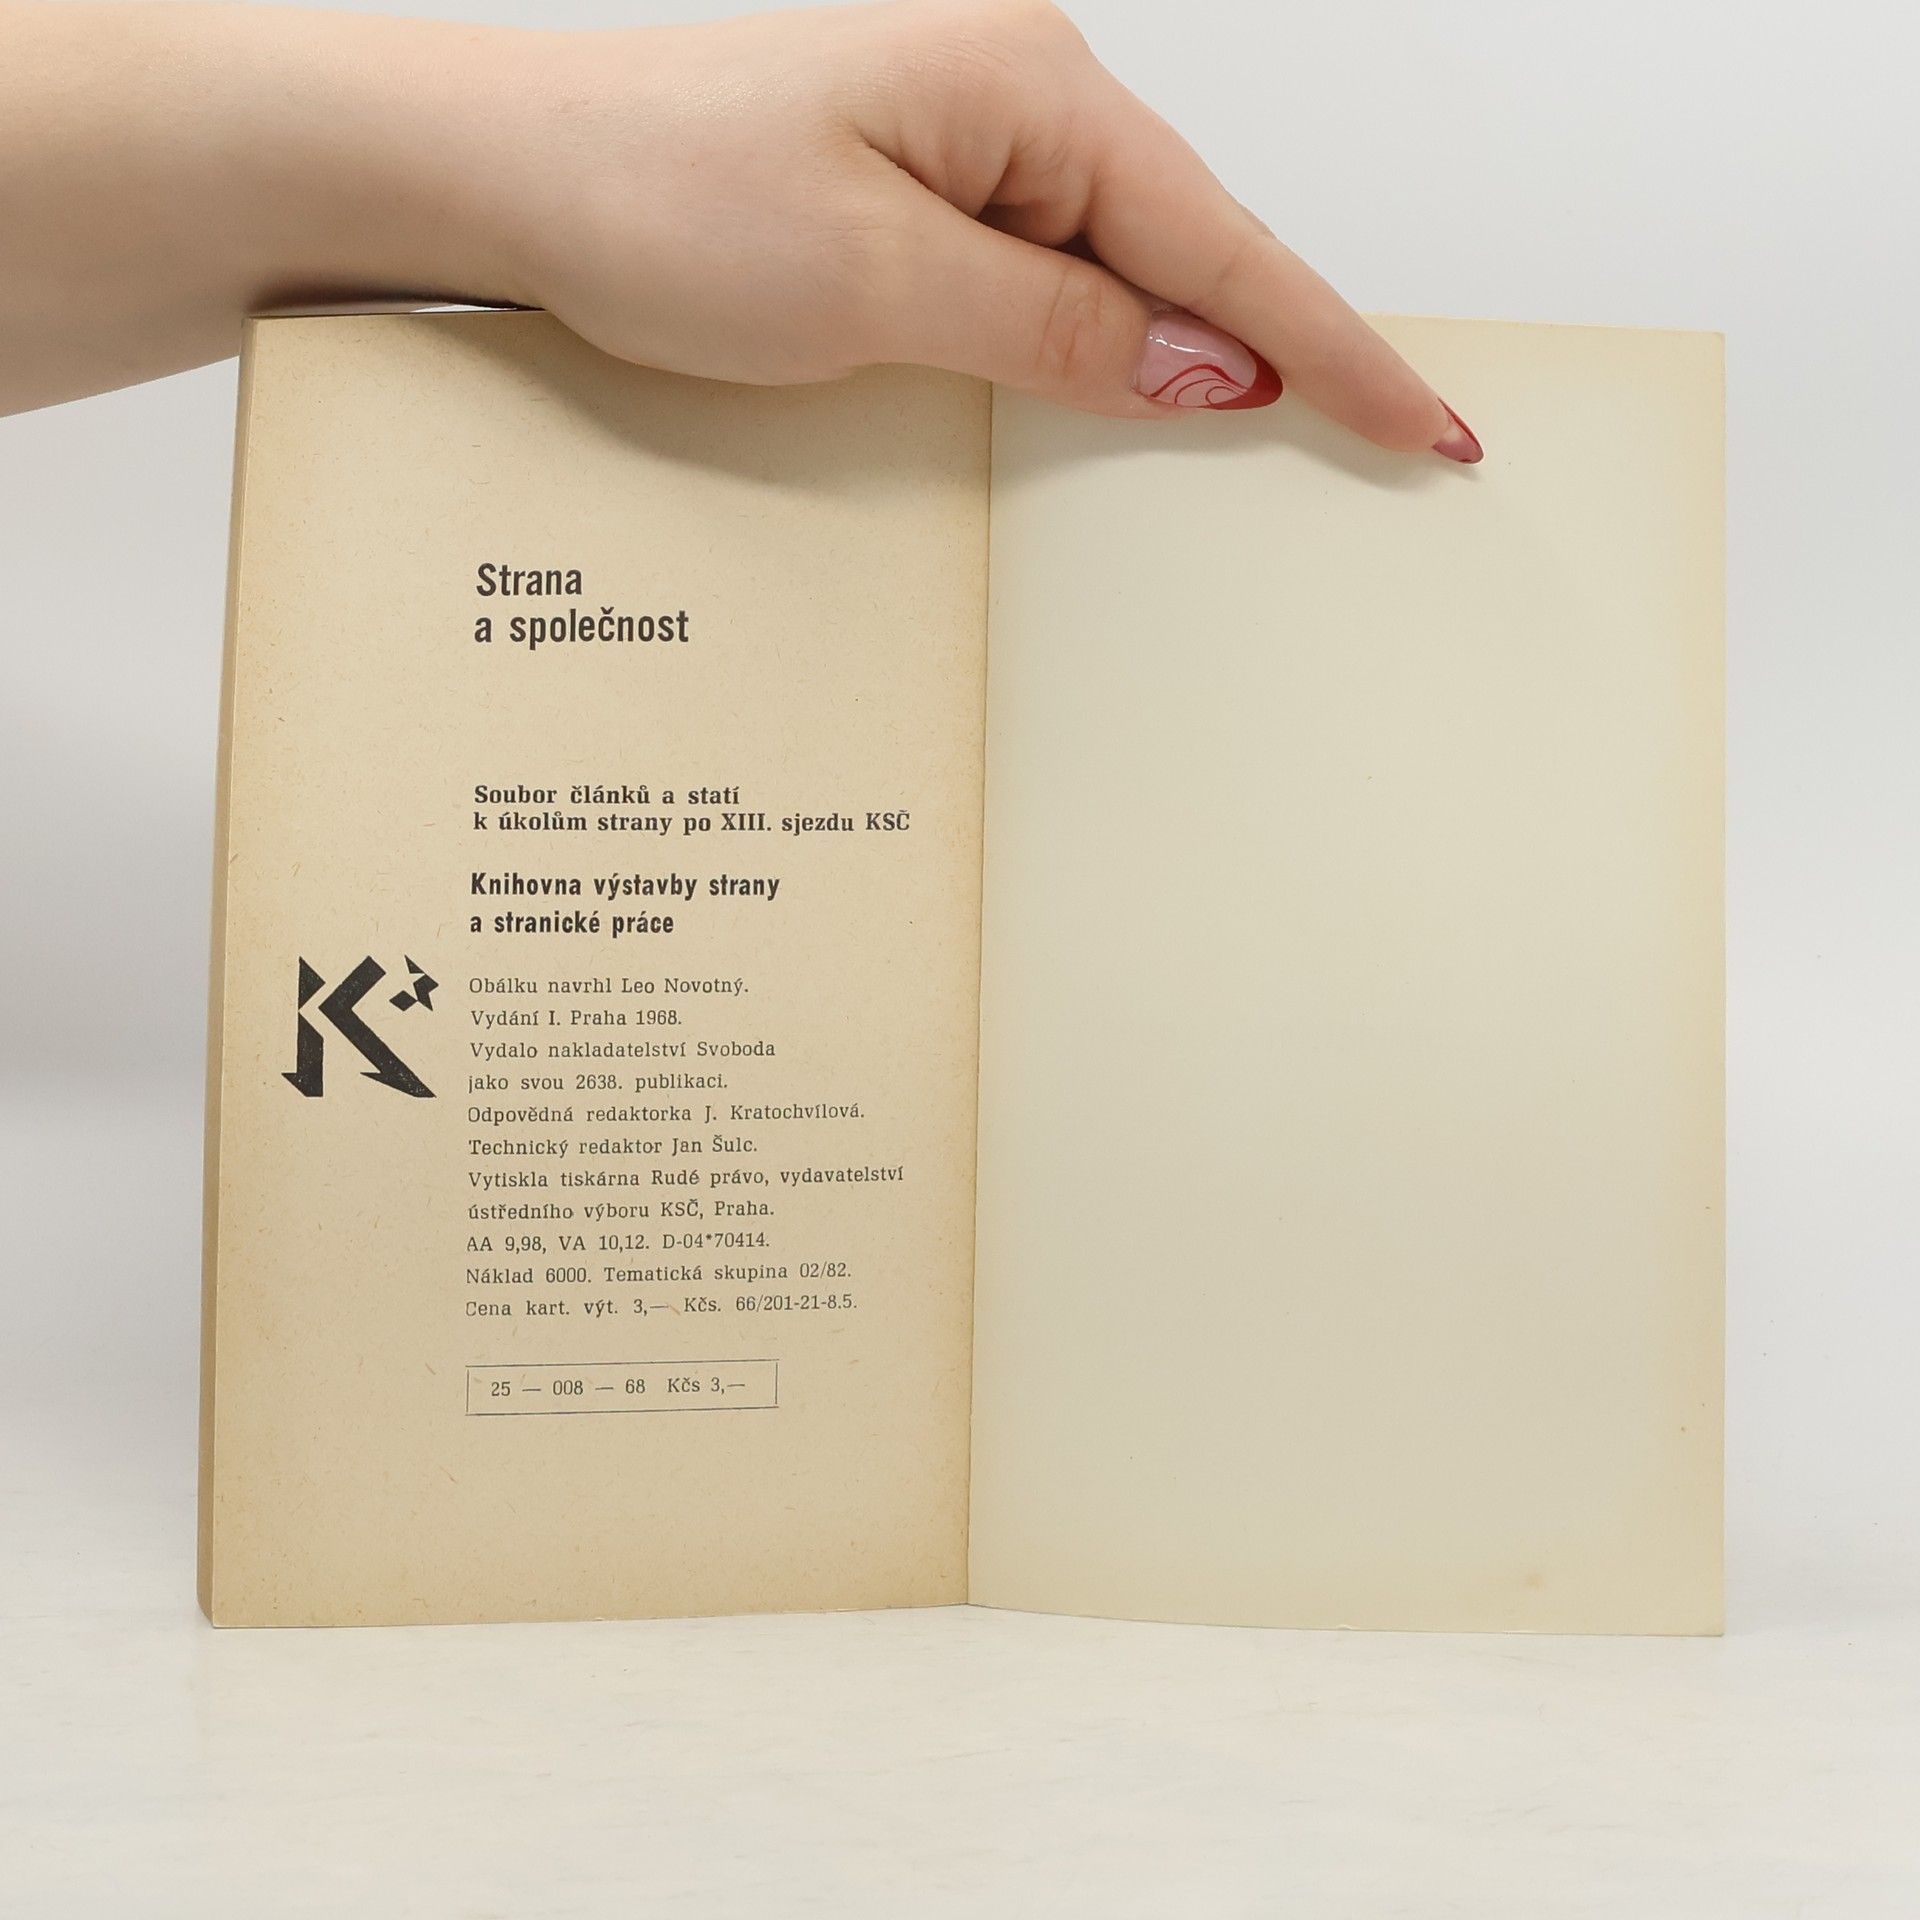 Strana
a společnost
Soubor článků a statí
k úkolům strany po XIII. sjezdu KSČ
Knihovna výstavby strany
a stranické práce
K
Obálku navrhl Leo Novotný.
Vydání I. Praha 1968.
Vydalo nakladatelství Svoboda
jako svou 2638. publikaci.
Odpovědná redaktorka J. Kratochvílová.
Technický redaktor Jan Šulc.
Vytiskla tiskárna Rudé právo, vydavatelství
ústředního výboru KSČ, Praha.
AA 9,98, VA 10,12. D-04*70414.
Náklad 6000. Tematická skupina 02/82.
Cena kart. výt. 3,— Kčs. 66/201-21-8.5.
25 — 008 — 68 Kčs 3,—